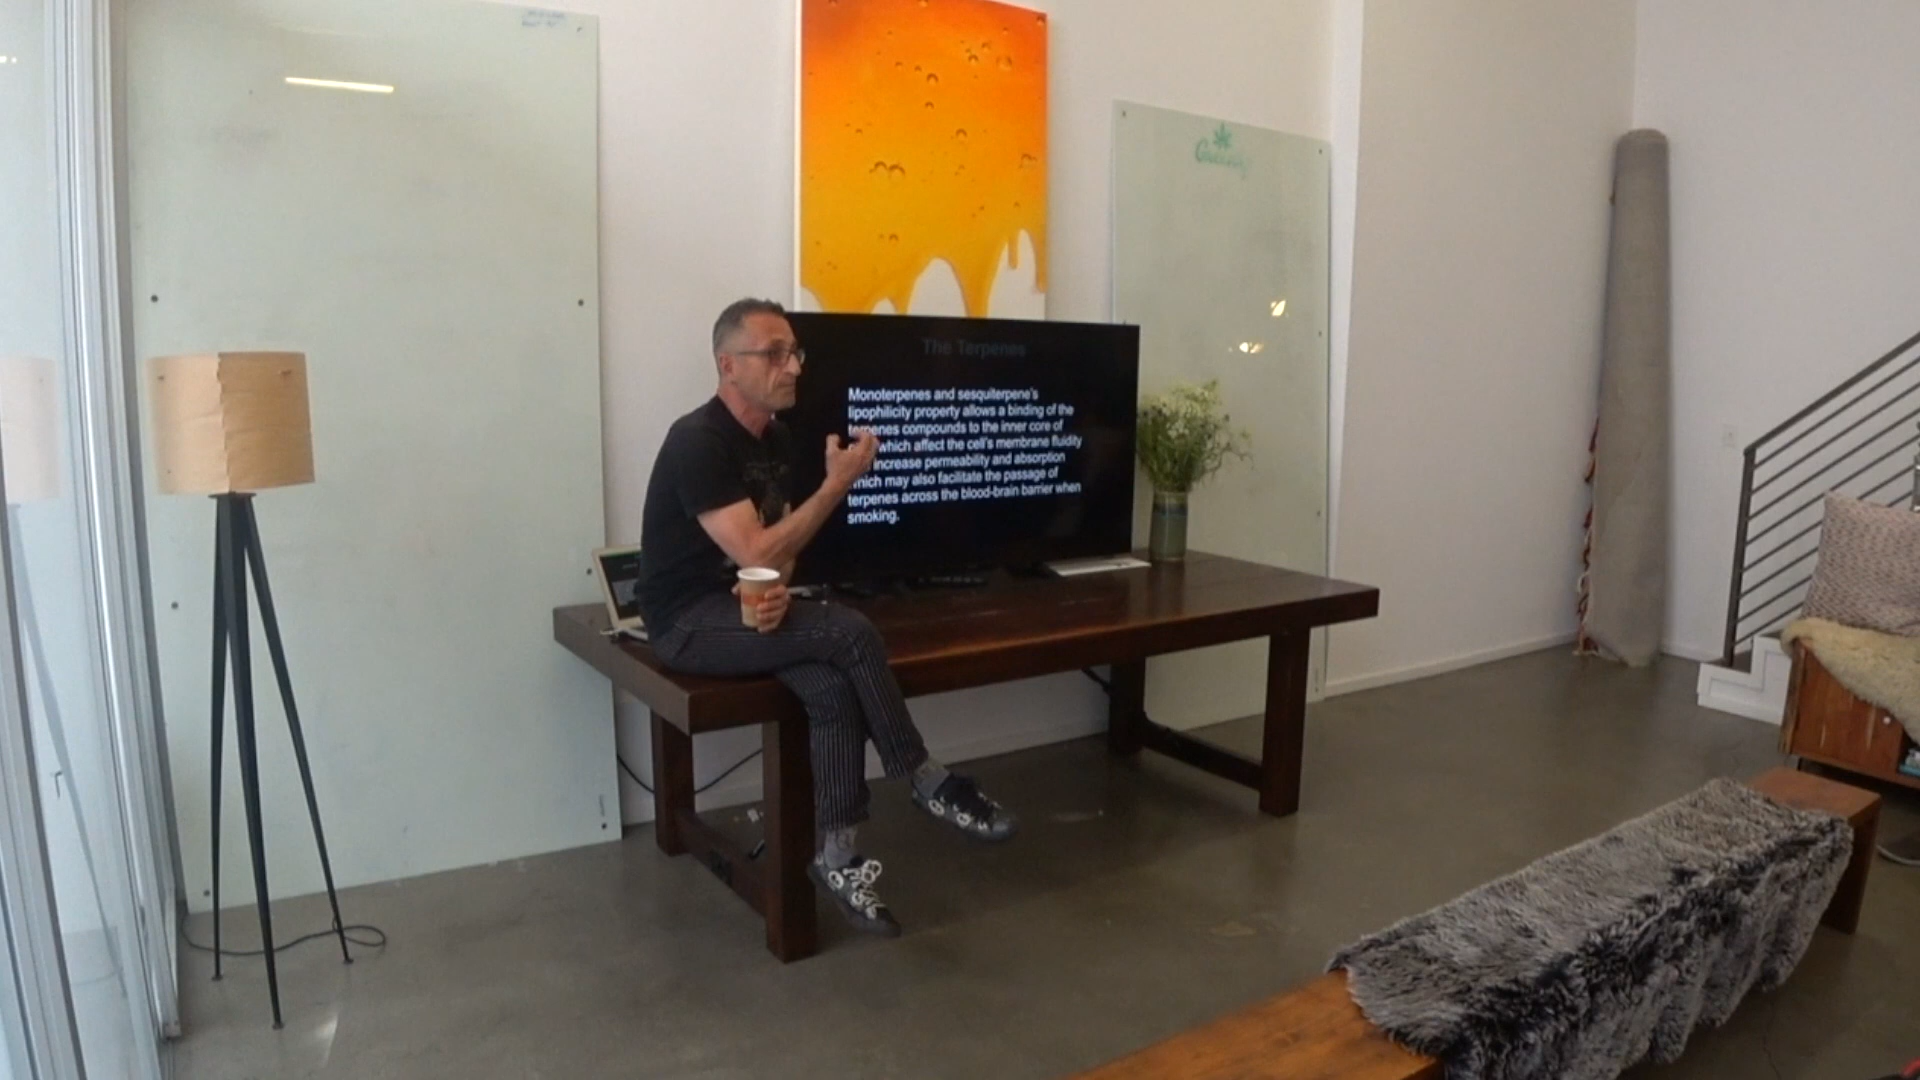 The Terpenes
Monoterpenes and sesquiterpene's
lipophilicity property allows a binding of the
terpenes compounds to the inner core of
which affect the cell's membrane fluidity
increase permeability and absorption
which may also facilitate the passage of
terpenes across the blood-brain barrier when
smoking.